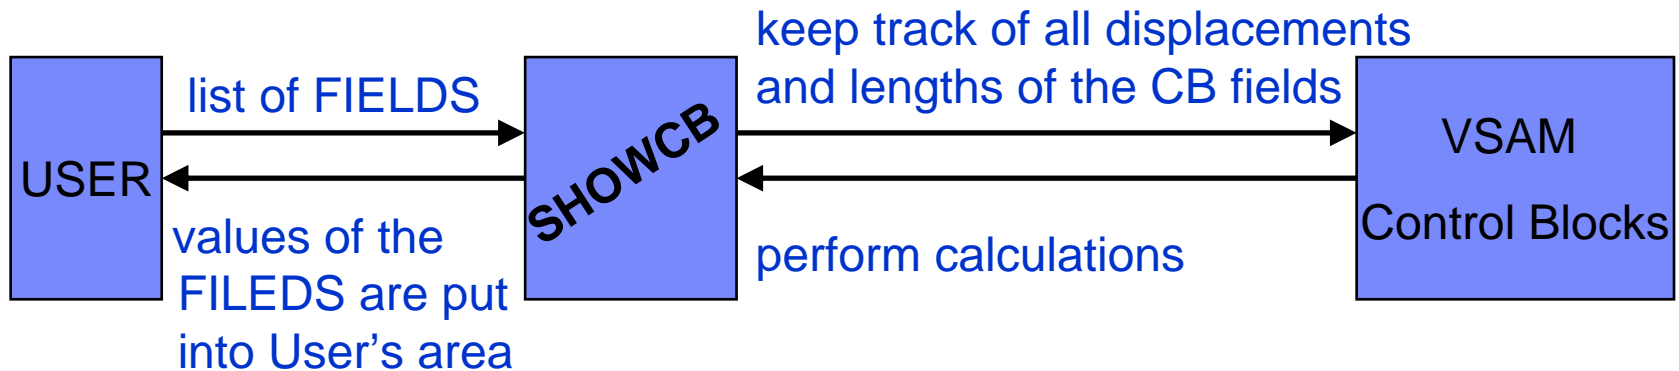 USER
list of FIELDS
values of the
FILEDS are put
into User's area
SHOWCB
keep track of all displacements
and lengths of the CB fields
perform calculations
VSAM
Control Blocks